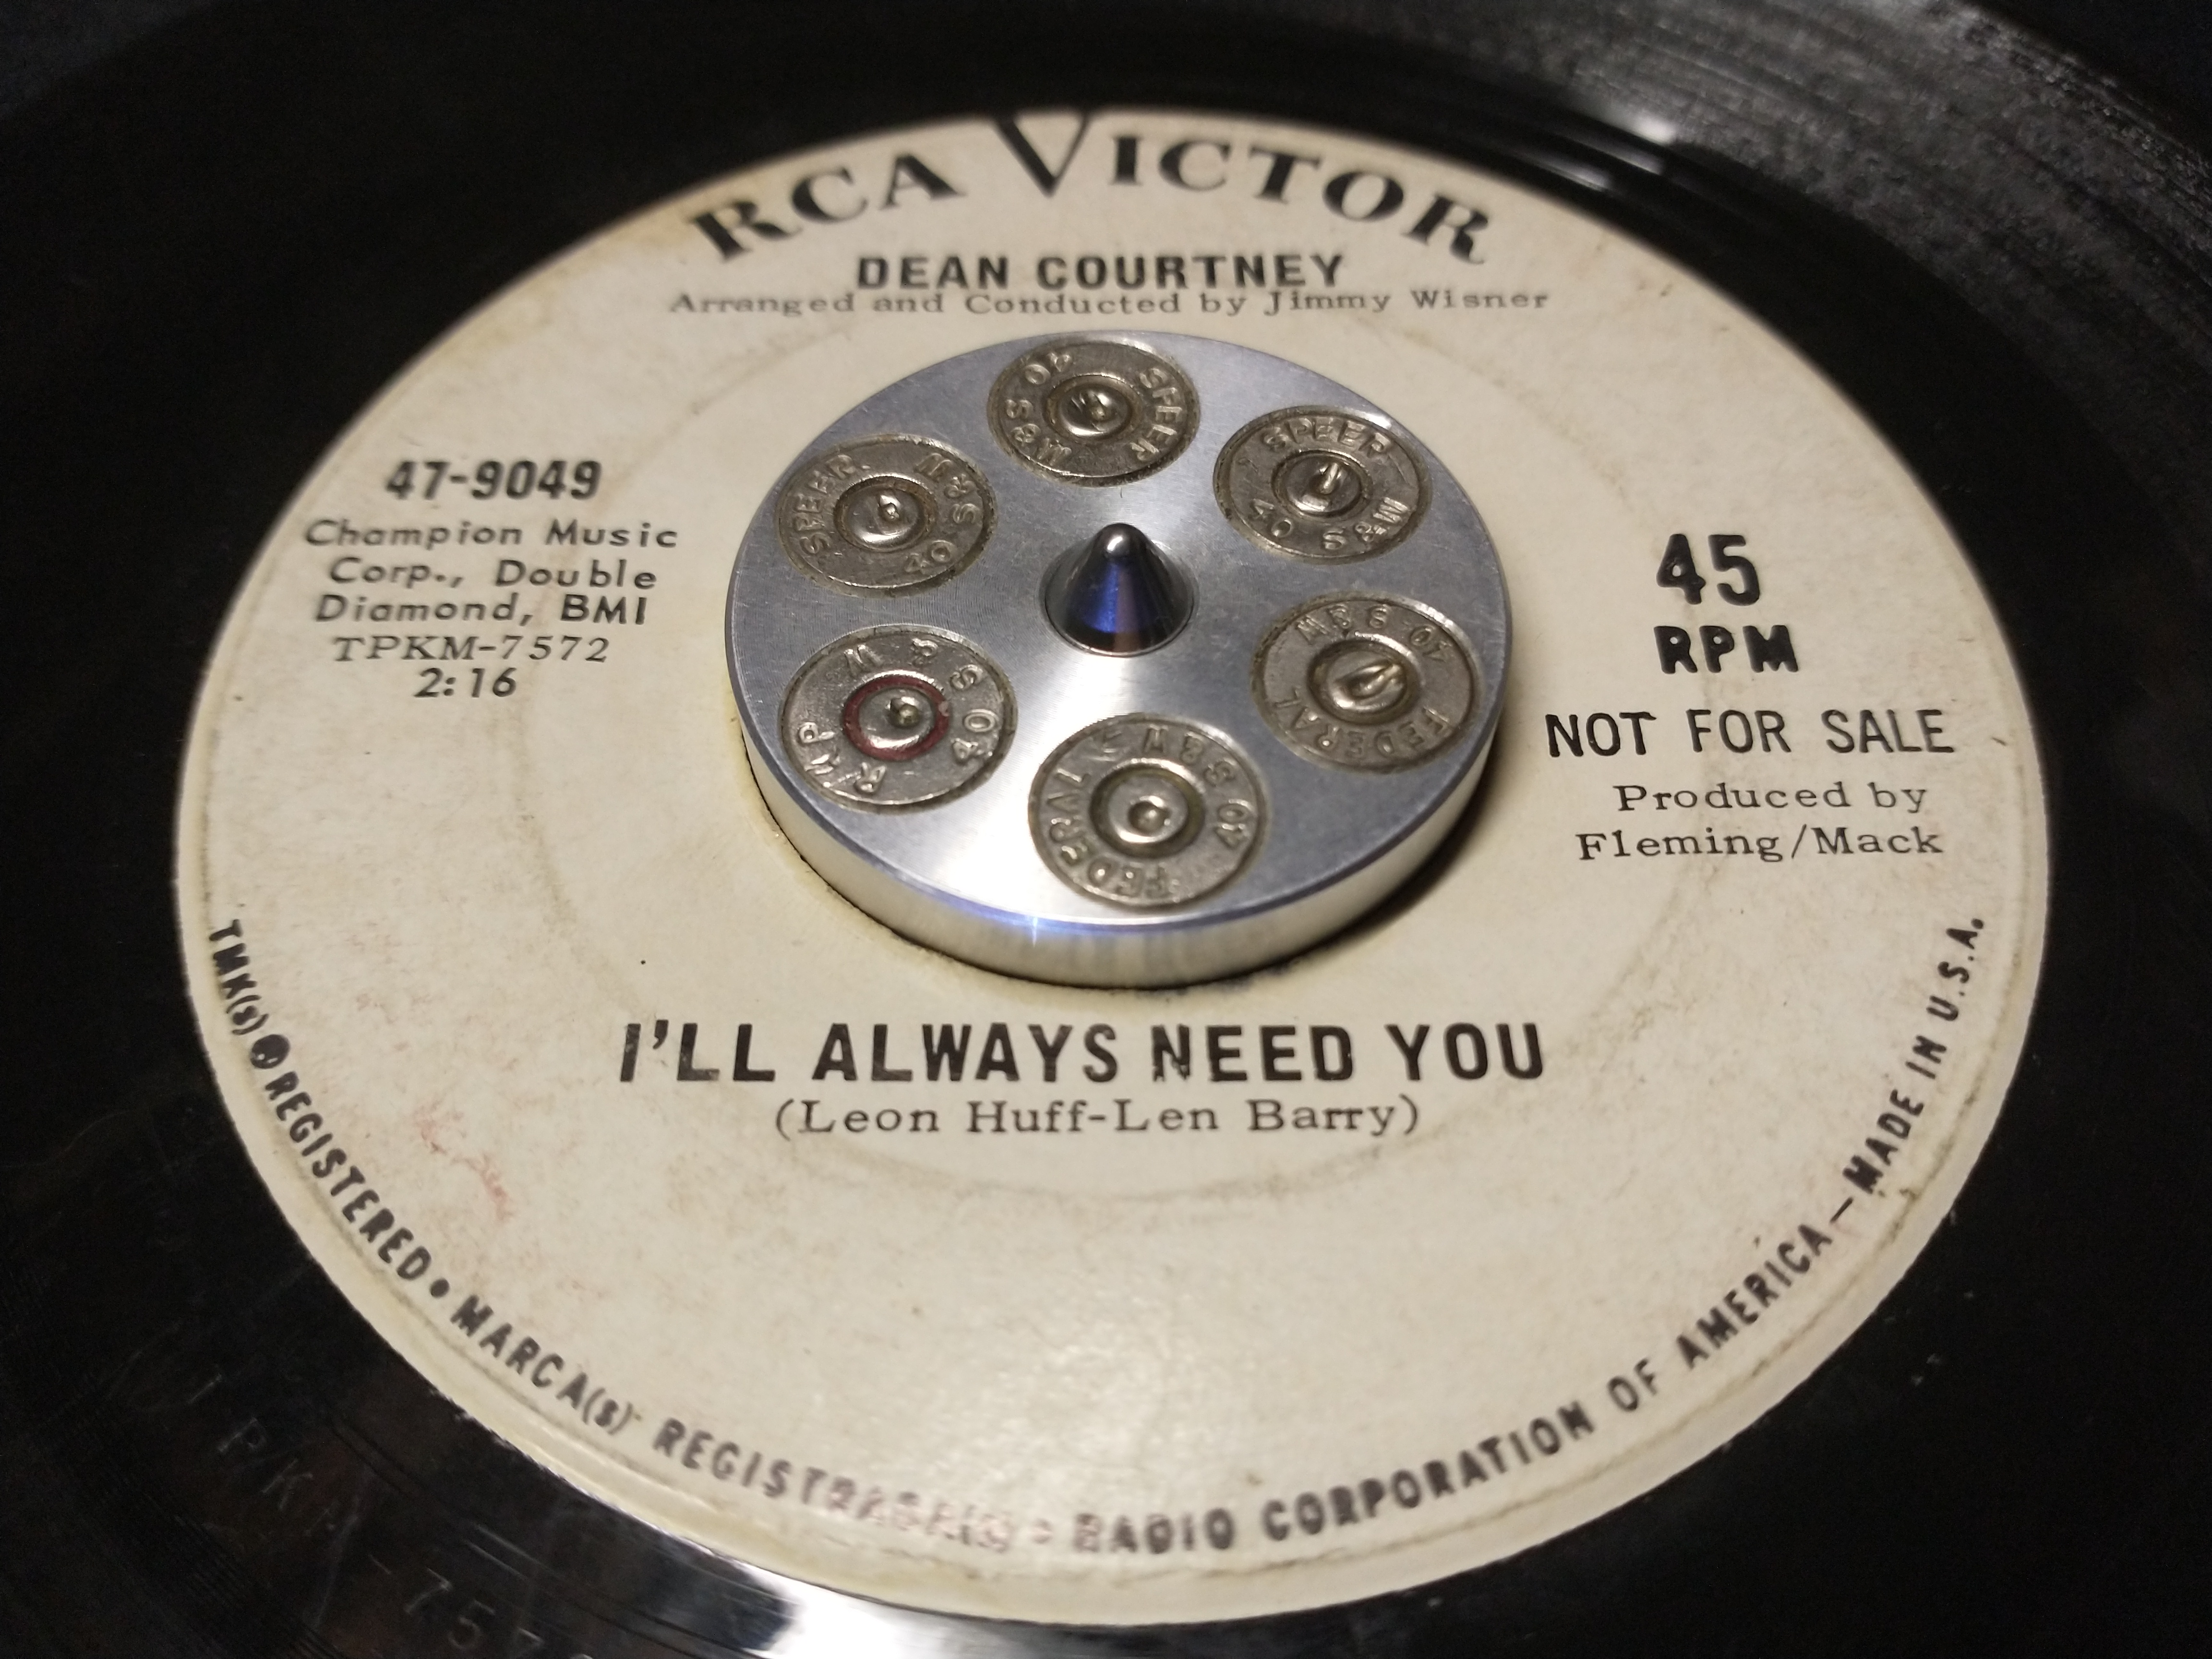 RCA VICTOR
DEAN COURTNEY
Arranged and Conducted by Jimmy Wisner
47-9049
Champion Music
Corp., Double
Diamond, BMI
TPKM-7572
2:16
45
RPM
NOT FOR SALE
Produced by
Fleming/Mack
40 S&W SPEER
SPEER 40 S&W
SPEER 40 S&W
FEDERAL 40 S&W
R P 40 S&W
FEDERAL 40 S&W
I'LL ALWAYS NEED YOU
(Leon Huff-Len Barry)
TMK(s) ® REGISTERED • MARCA(s) REGISTRADA(S) • RADIO CORPORATION OF AMERICA—MADE IN U.S.A.